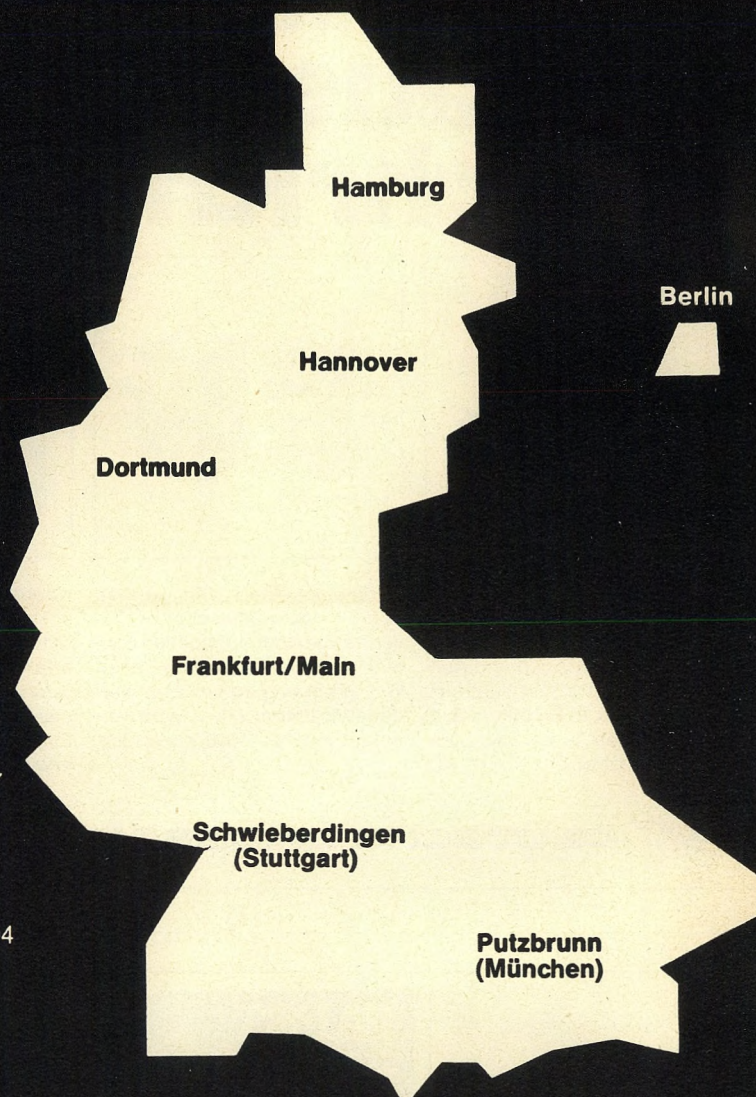 Hamburg
Berlin
Hannover
Dortmund
Frankfurt/Main
Schwieberdingen
(Stuttgart)
4
Putzbrunn
(München)